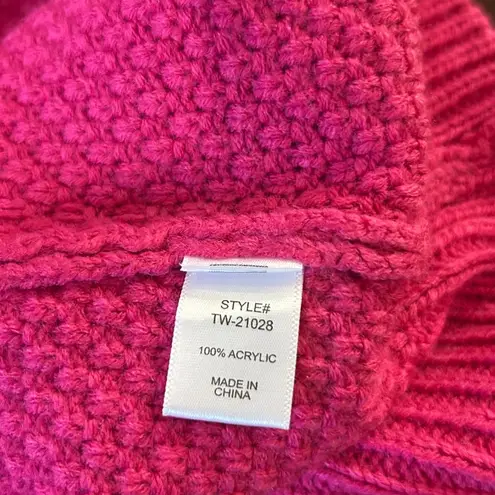 STYLE#
TW-21028
100% ACRYLIC
MADE IN
CHINA